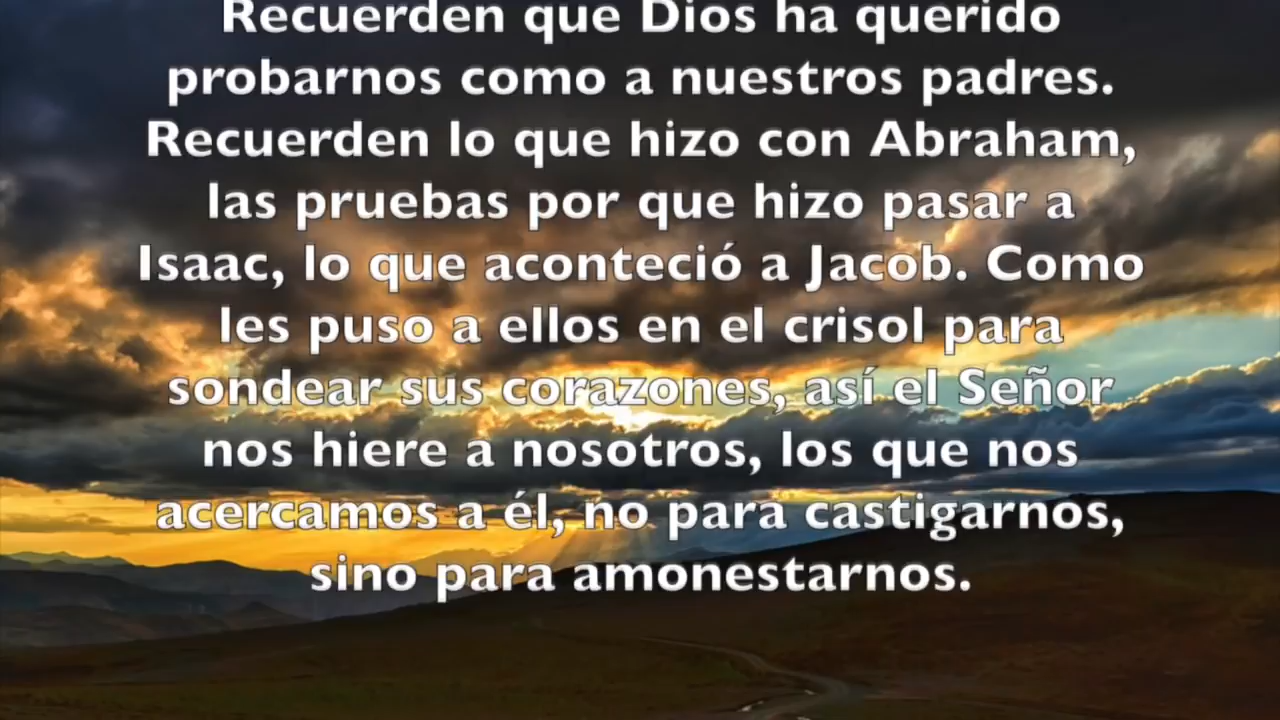 Recuerden que Dios ha querido
probarnos como a nuestros padres.
Recuerden lo que hizo con Abraham,
las pruebas por que hizo pasar a
Isaac, lo que aconteció a Jacob. Como
les puso a ellos en el crisol para
sondear sus corazones, así el Señor
nos hiere a nosotros, los que nos
acercamos a él, no para castigarnos,
sino para amonestarnos.